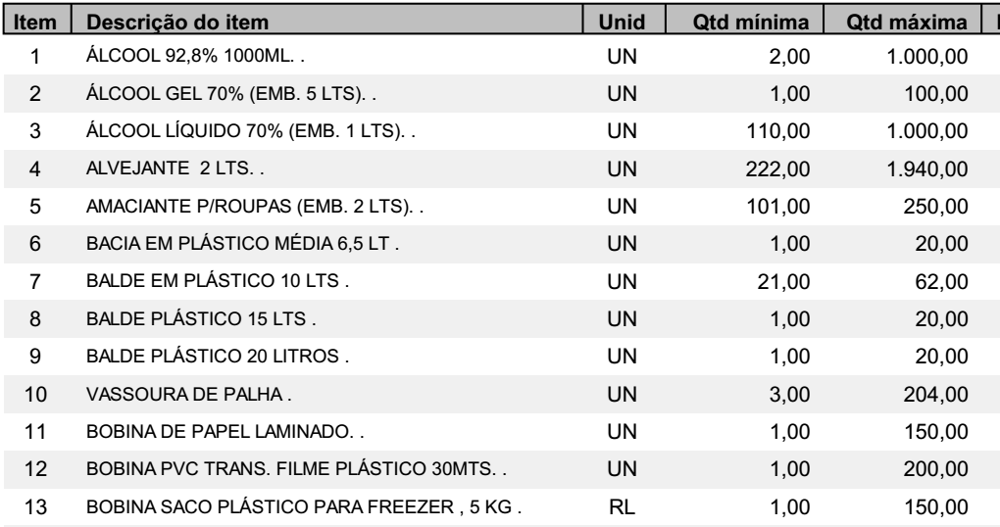 Item Descrição do item Unid Qtd mínima Qtd máxima
1 ÁLCOOL 92,8% 1000ML. . UN 2,00 1.000,00
2 ÁLCOOL GEL 70% (EMB. 5 LTS). . UN 1,00 100,00
3 ÁLCOOL LÍQUIDO 70% (EMB. 1 LTS). . UN 110,00 1.000,00
4 ALVEJANTE 2 LTS. . UN 222,00 1.940,00
5 AMACIANTE P/ROUPAS (EMB. 2 LTS). . UN 101,00 250,00
6 BACIA EM PLÁSTICO MÉDIA 6,5 LT . UN 1,00 20,00
7 BALDE EM PLÁSTICO 10 LTS . UN 21,00 62,00
8 BALDE PLÁSTICO 15 LTS . UN 1,00 20,00
9 BALDE PLÁSTICO 20 LITROS . UN 1,00 20,00
10 VASSOURA DE PALHA . UN 3,00 204,00
11 BOBINA DE PAPEL LAMINADO. . UN 1,00 150,00
12 BOBINA PVC TRANS. FILME PLÁSTICO 30MTS. . UN 1,00 200,00
13 BOBINA SACO PLÁSTICO PARA FREEZER , 5 KG . RL 1,00 150,00